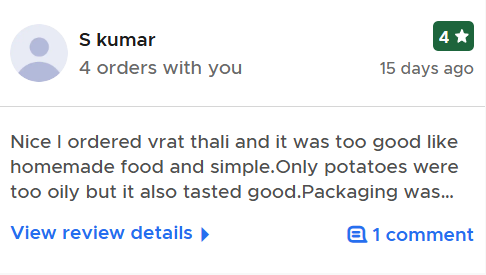 S kumar
4 ★
4 orders with you
15 days ago
Nice I ordered vrat thali and it was too good like
homemade food and simple.Only potatoes were
too oily but it also tasted good.Packaging was...
View review details
1 comment